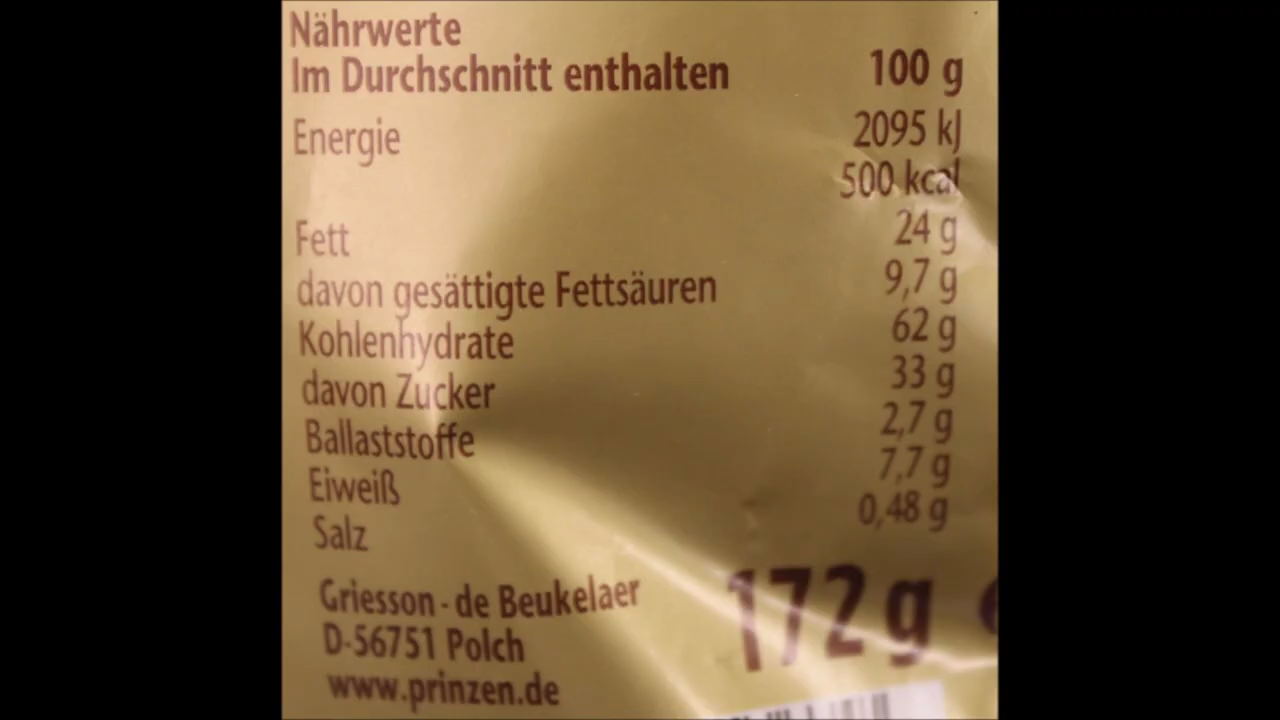 Nährwerte
Im Durchschnitt enthalten 100 g
Energie 2095 kJ
500 kcal
Fett 24 g
davon gesättigte Fettsäuren 9,7 g
Kohlenhydrate 62 g
davon Zucker 33 g
Ballaststoffe 2,7 g
Eiweiß 7,7 g
Salz 0,48 g
Griesson - de Beukelaer
D-56751 Polch
www.prinzen.de
172 g